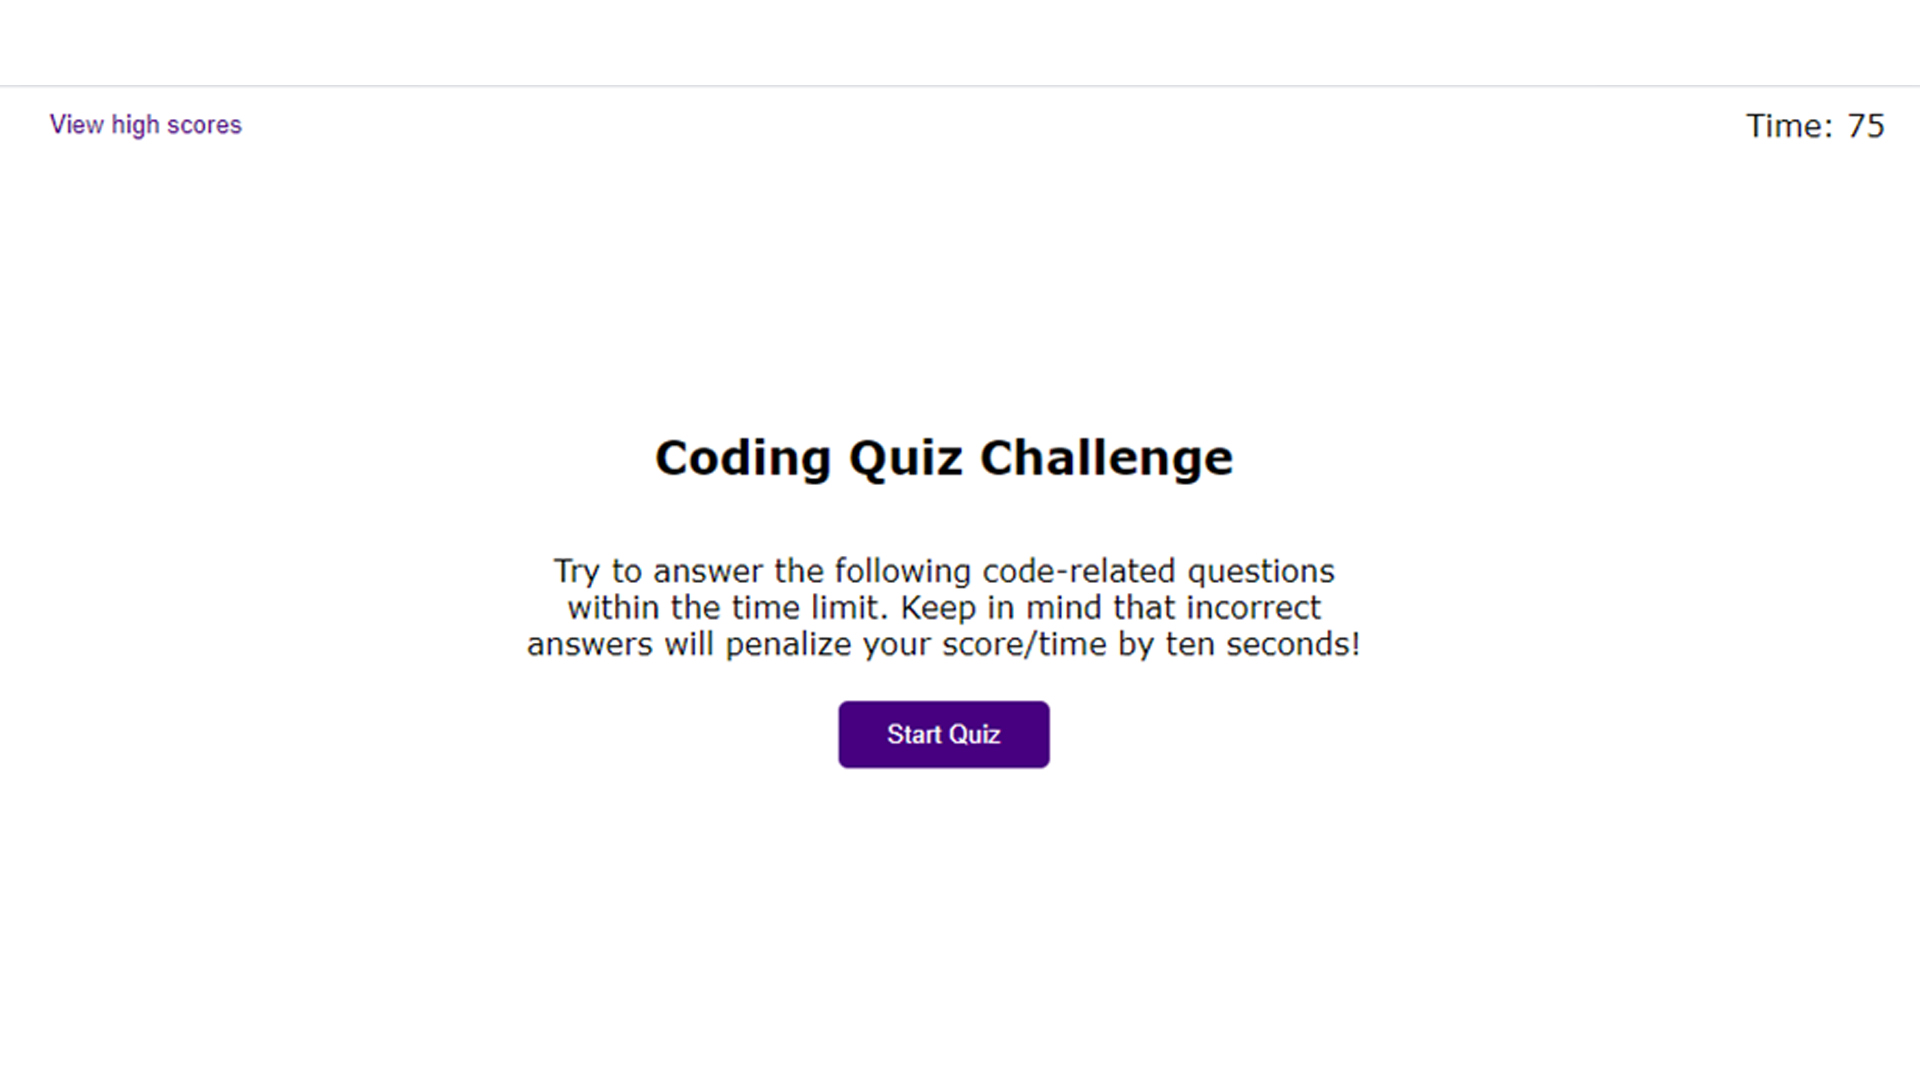 View high scores
Time: 75
Coding Quiz Challenge
Try to answer the following code-related questions
within the time limit. Keep in mind that incorrect
answers will penalize your score/time by ten seconds!
Start Quiz